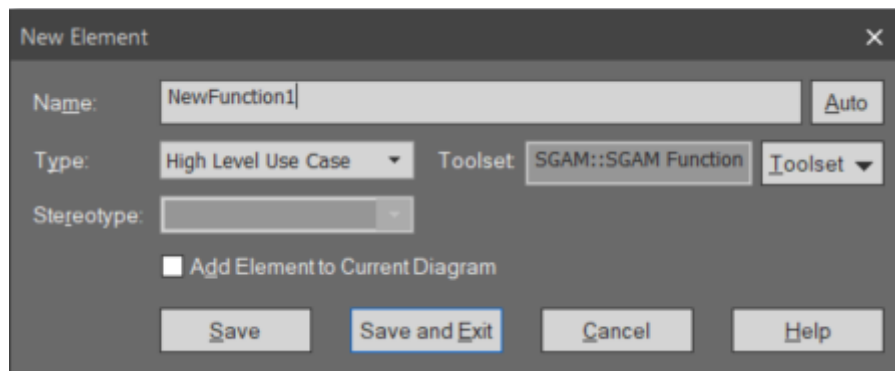 New Element
Name: NewFunction1 Auto
Type: High Level Use Case Toolset SGAM::SGAM Function Toolset
Stereotype:
Add Element to Current Diagram
Save Save and Exit Cancel Help